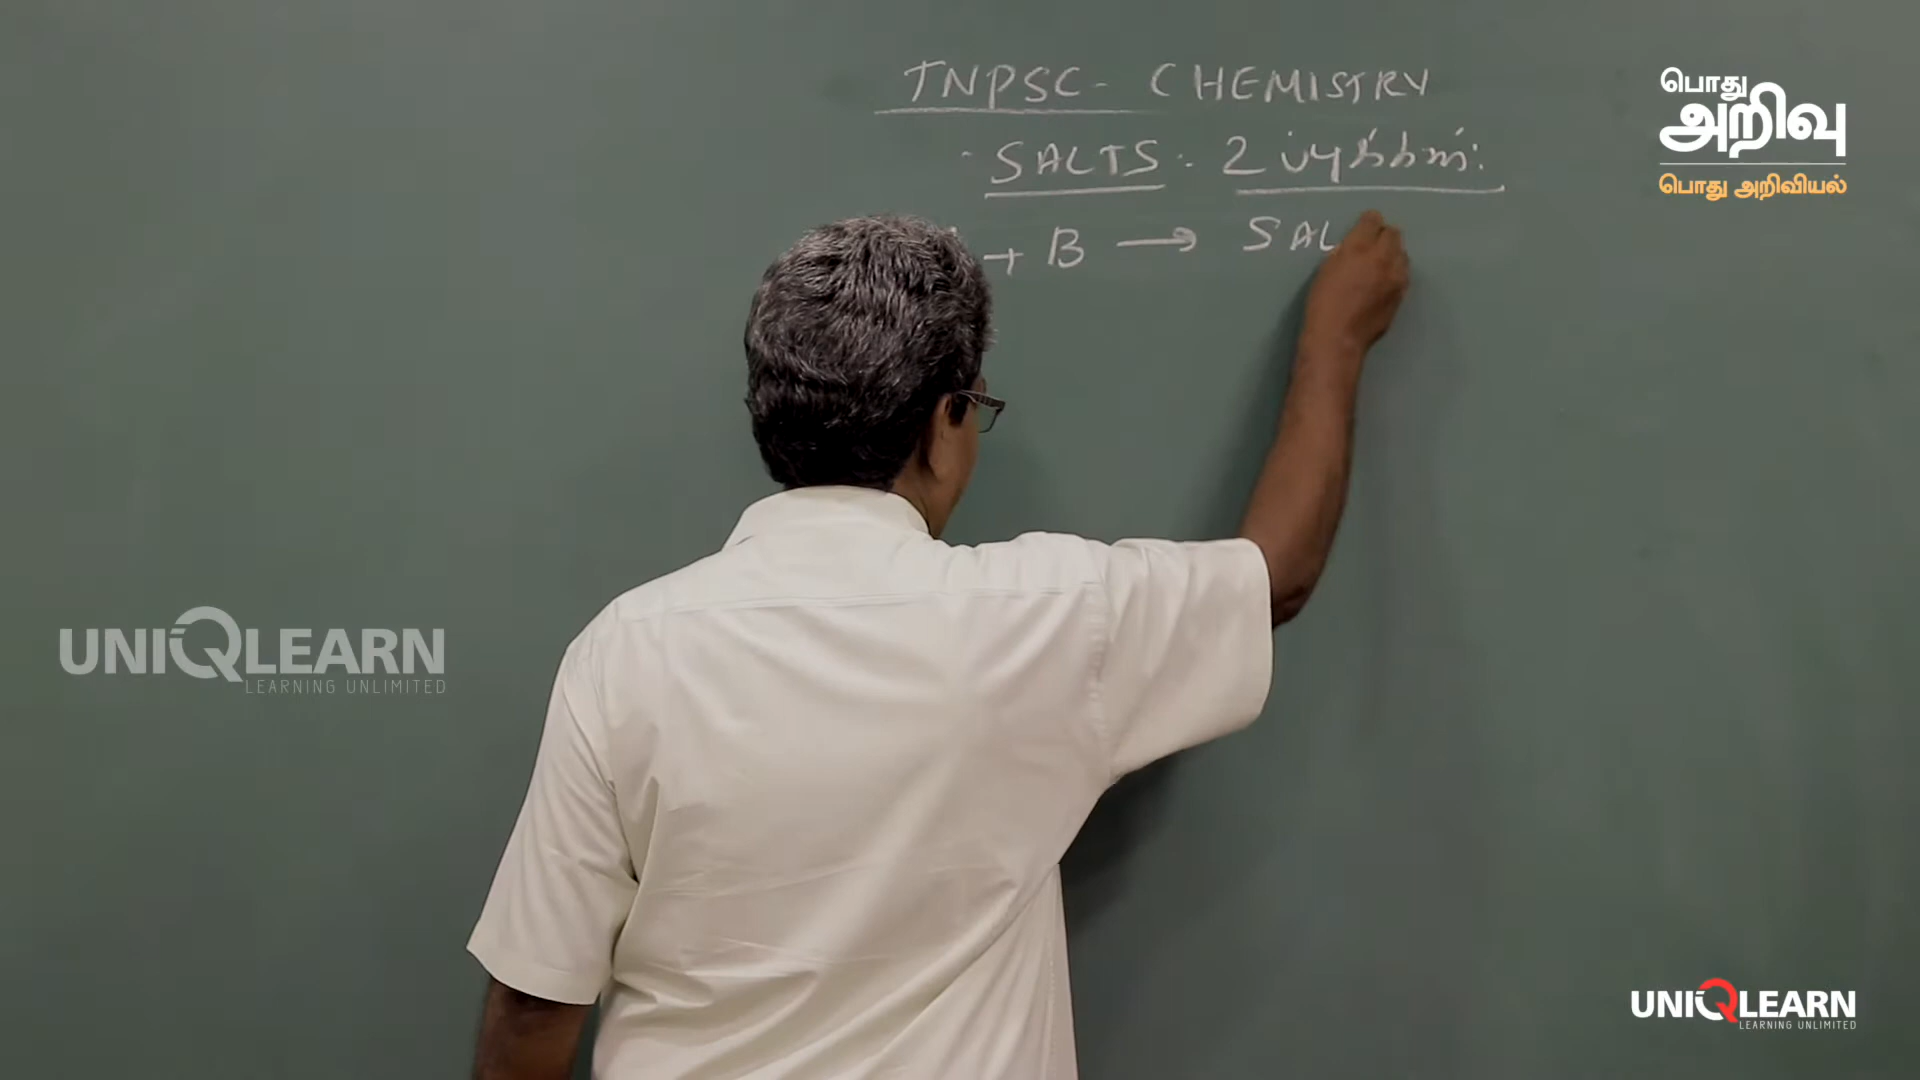 TNPSC - CHEMISTRY
SALTS : உப்புக்கள்:
+ B → SAL
பொது
அறிவு
பொது அறிவியல்
UNIQLEARN
LEARNING UNLIMITED
UNIQLEARN
LEARNING UNLIMITED